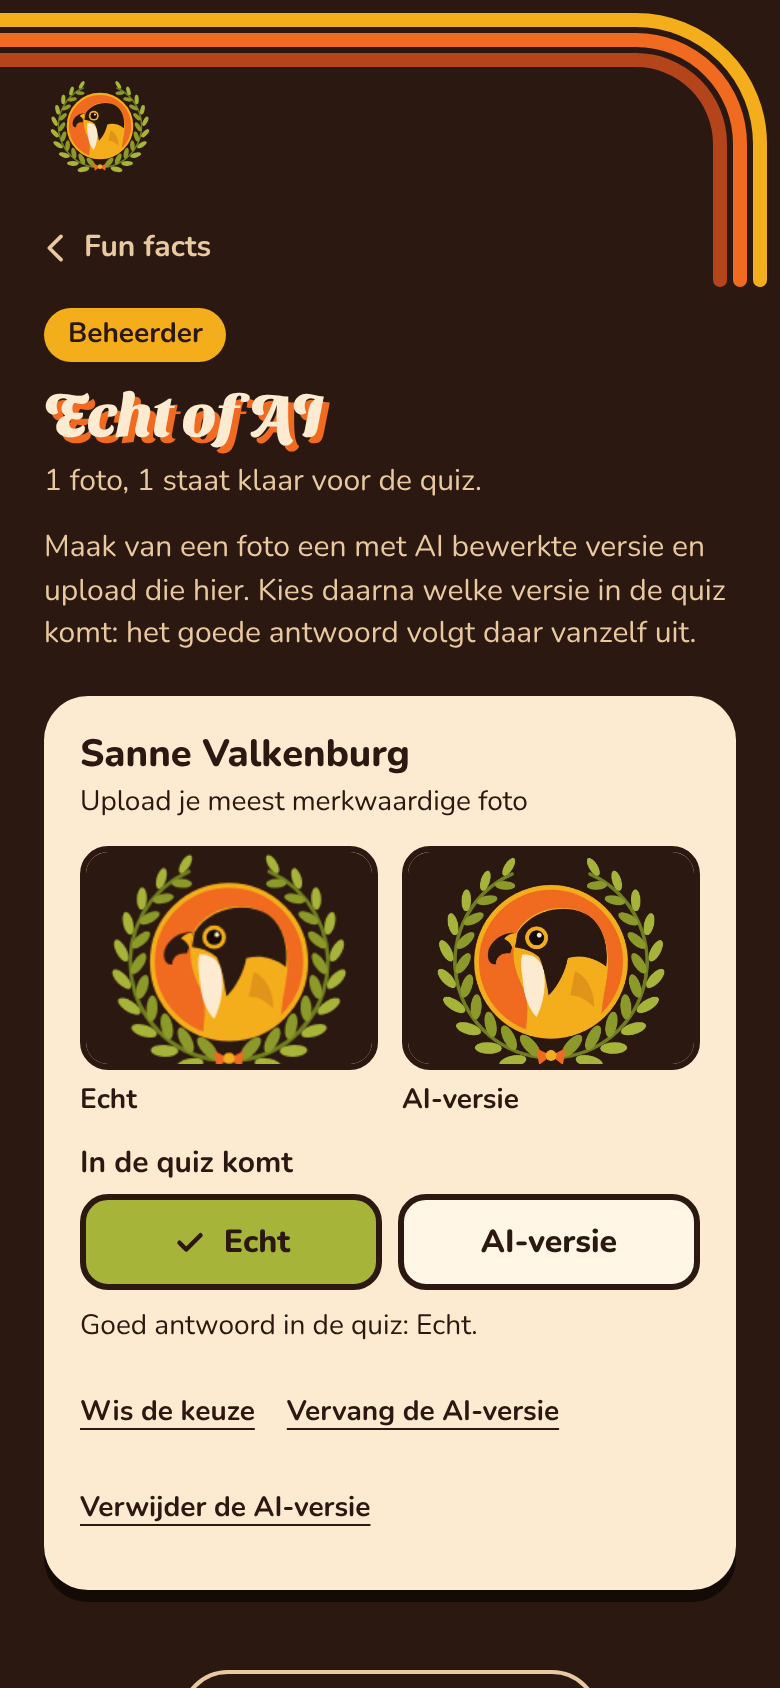 Fun facts
Beheerder
Echt of AI
1 foto, 1 staat klaar voor de quiz.
Maak van een foto een met AI bewerkte versie en
upload die hier. Kies daarna welke versie in de quiz
komt: het goede antwoord volgt daar vanzelf uit.
Sanne Valkenburg
Upload je meest merkwaardige foto
Echt
AI-versie
In de quiz komt
Echt
AI-versie
Goed antwoord in de quiz: Echt.
Wis de keuze
Vervang de AI-versie
Verwijder de AI-versie